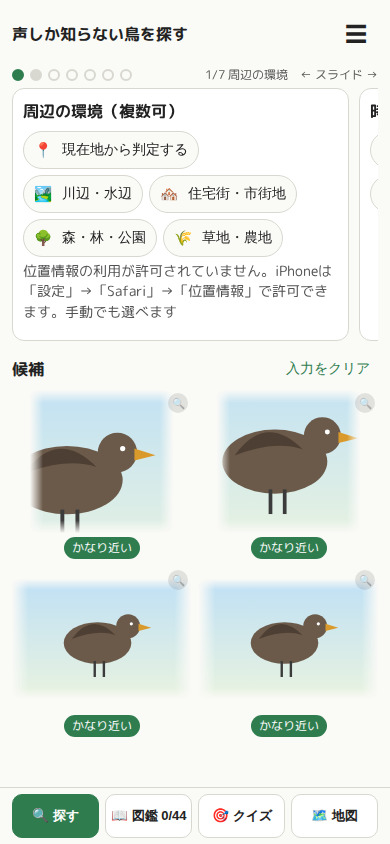 声しか知らない鳥を探す
☰
1/7 周辺の環境 ← スライド →
周辺の環境（複数可）
📍 現在地から判定する
🏞️ 川辺・水辺
🏘️ 住宅街・市街地
🌳 森・林・公園
🌾 草地・農地
位置情報の利用が許可されていません。iPhoneは
「設定」→「Safari」→「位置情報」で許可でき
ます。手動でも選べます
候補
入力をクリア
かなり近い
かなり近い
かなり近い
かなり近い
🔍 探す
📖 図鑑 0/44
🎯 クイズ
🗺️ 地図